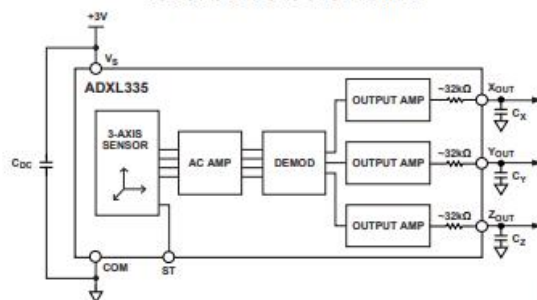 +3V
VS
ADXL335
3-AXIS
SENSOR
AC AMP
DEMOD
OUTPUT AMP
~32kΩ
XOUT
CX
OUTPUT AMP
~32kΩ
YOUT
CY
OUTPUT AMP
~32kΩ
ZOUT
CZ
CDC
COM
ST